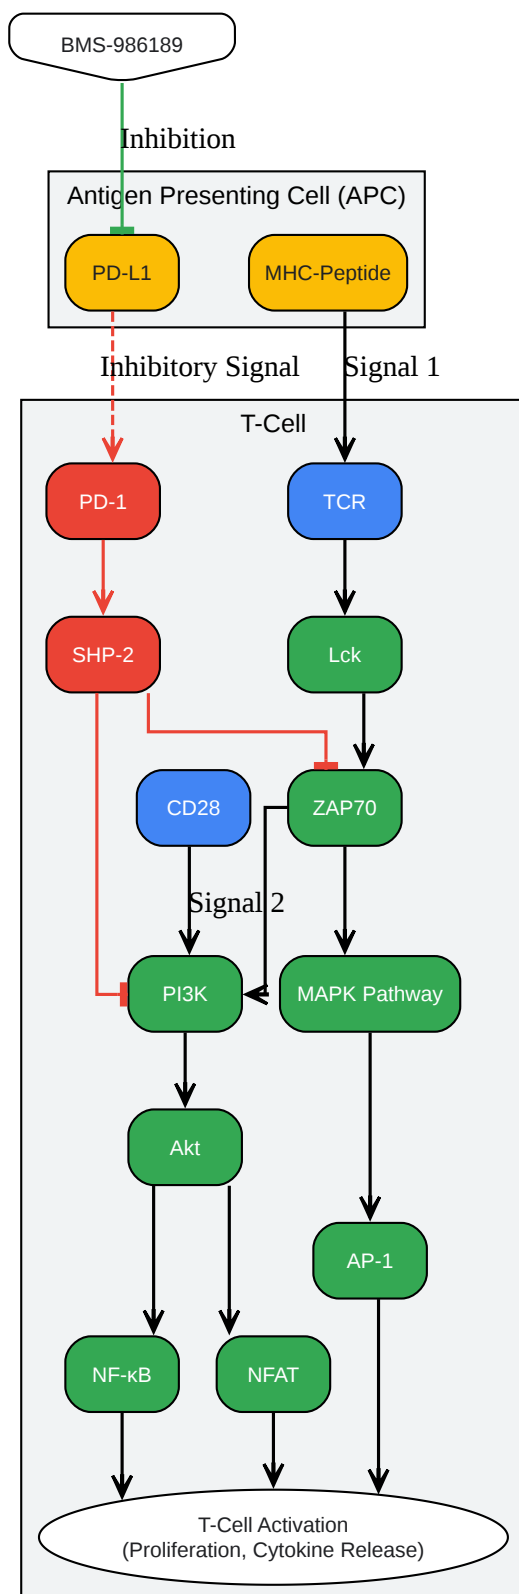 BMS-986189
Inhibition
Antigen Presenting Cell (APC)
PD-L1
MHC-Peptide
Inhibitory Signal
Signal 1
T-Cell
PD-1
TCR
SHP-2
Lck
CD28
ZAP70
Signal 2
PI3K
MAPK Pathway
Akt
AP-1
NF-κB
NFAT
T-Cell Activation
(Proliferation, Cytokine Release)